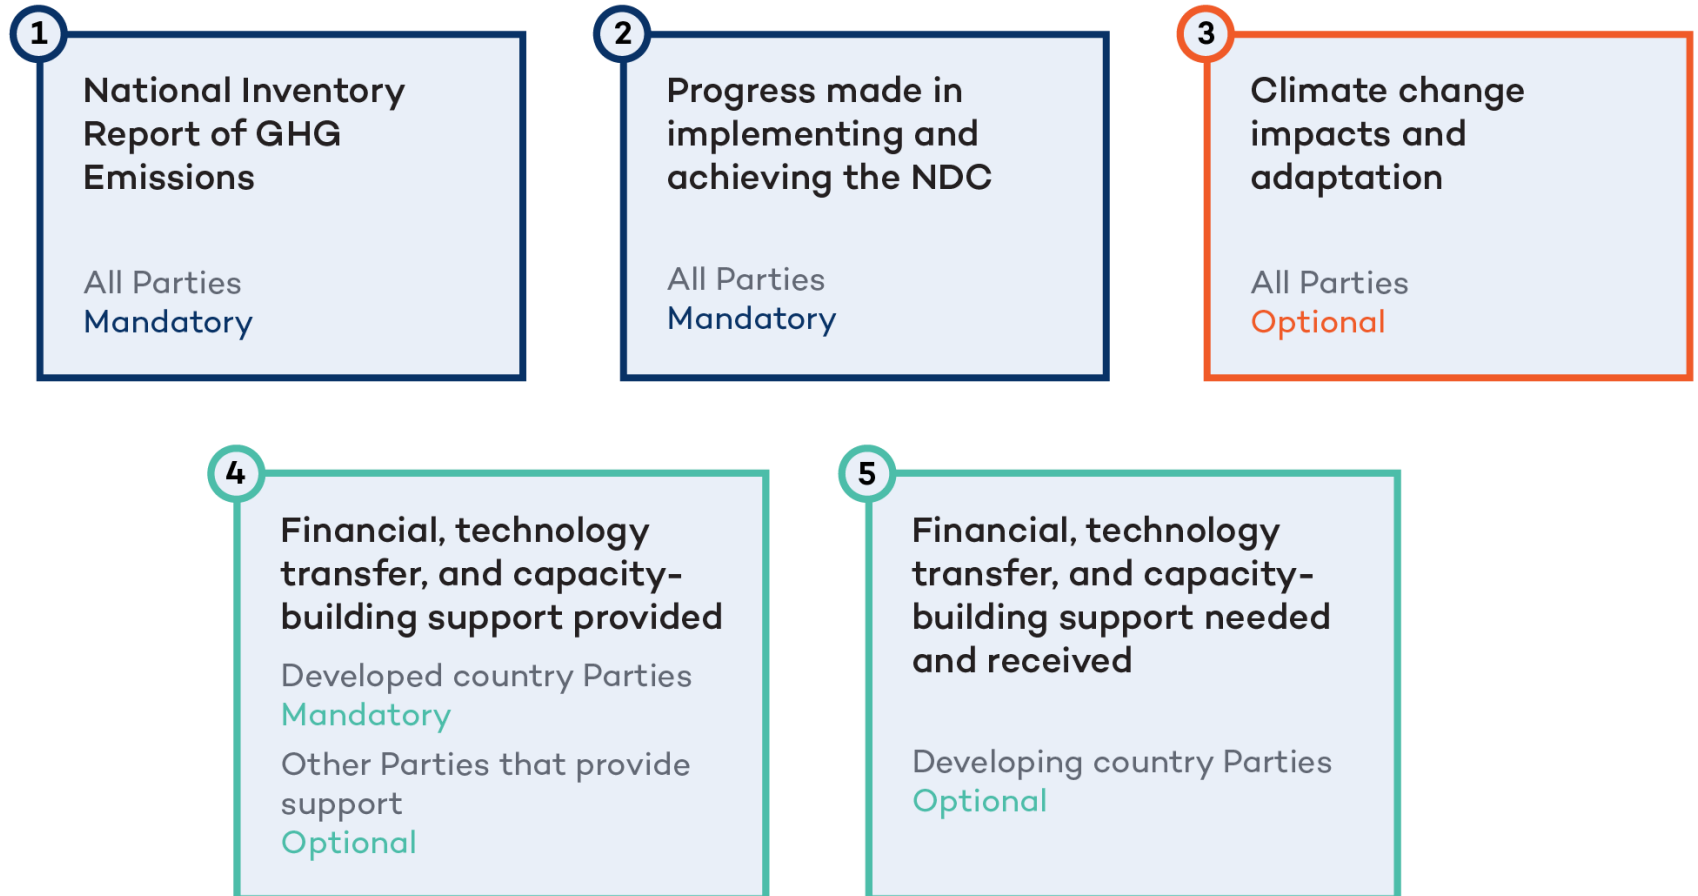 1
National Inventory
Report of GHG
Emissions
All Parties
Mandatory
2
Progress made in
implementing and
achieving the NDC
All Parties
Mandatory
3
Climate change
impacts and
adaptation
All Parties
Optional
4
Financial, technology
transfer, and capacity-
building support provided
Developed country Parties
Mandatory
Other Parties that provide
support
Optional
5
Financial, technology
transfer, and capacity-
building support needed
and received
Developing country Parties
Optional